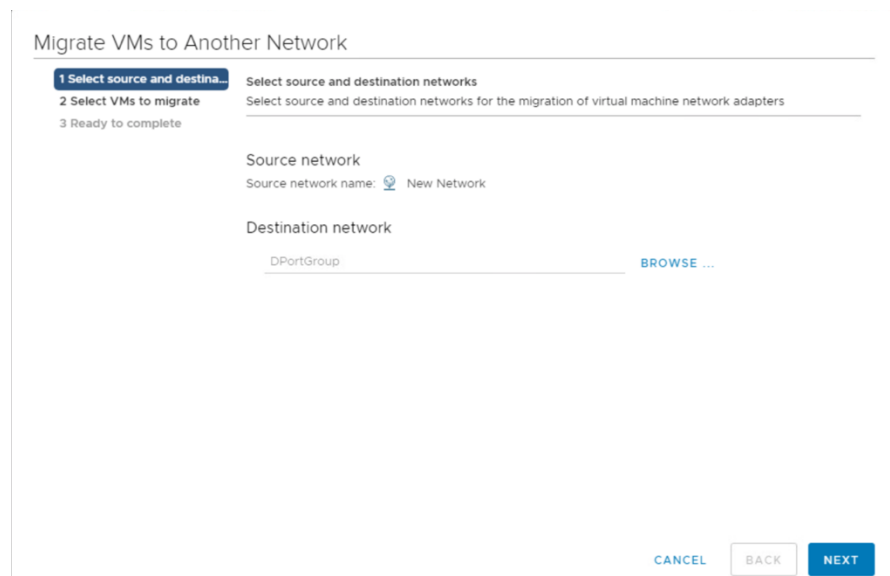 Migrate VMs to Another Network
1 Select source and destina...
2 Select VMs to migrate
3 Ready to complete
Select source and destination networks
Select source and destination networks for the migration of virtual machine network adapters
Source network
Source network name: New Network
Destination network
DPortGroup
BROWSE ...
CANCEL
BACK
NEXT